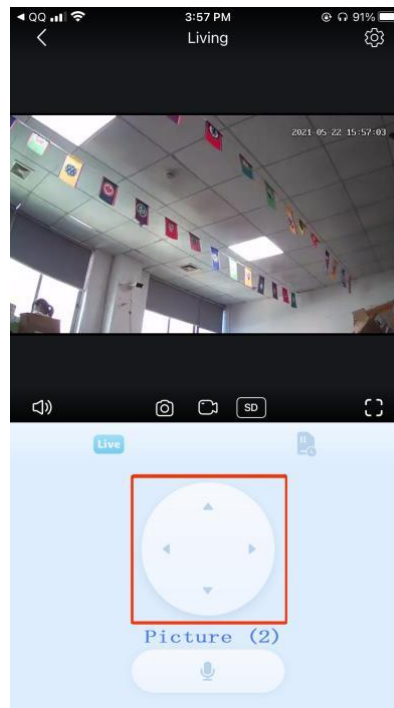 QQ 3:57 PM 91%
Living
2021-05-22 15:57:03
SD
Live
Picture (2)